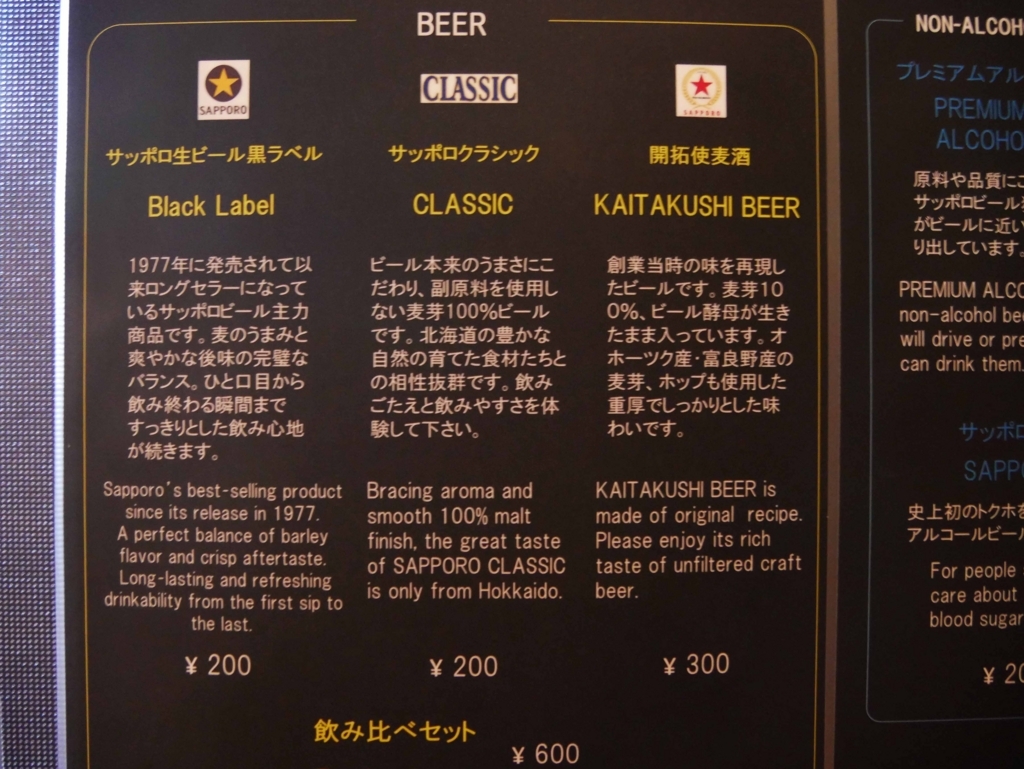 BEER
SAPPORO
CLASSIC
SAPPORO
サッポロ生ビール黒ラベル
Black Label
1977年に発売されて以
来ロングセラーになって
いるサッポロビール主力
商品です。麦のうまみと
爽やかな後味の完璧な
バランス。ひと口目から
飲み終わる瞬間まで
すっきりとした飲み心地
が続きます。
Sapporo's best-selling product
since its release in 1977.
A perfect balance of barley
flavor and crisp aftertaste.
Long-lasting and refreshing
drinkability from the first sip to
the last.
¥ 200
サッポロクラシック
CLASSIC
ビール本来のうまさにこ
だわり、副原料を使用し
ない麦芽100%ビール
です。北海道の豊かな
自然の育てた食材たちと
の相性抜群です。飲み
ごたえと飲みやすさを体
験して下さい。
Bracing aroma and
smooth 100% malt
finish, the great taste
of SAPPORO CLASSIC
is only from Hokkaido.
¥ 200
開拓使麦酒
KAITAKUSHI BEER
創業当時の味を再現し
たビールです。麦芽10
0%、ビール酵母が生き
たまま入っています。オ
ホーツク産・富良野産の
麦芽、ホップも使用した
重厚でしっかりとした味
わいです。
KAITAKUSHI BEER is
made of original recipe.
Please enjoy its rich
taste of unfiltered craft
beer.
¥ 300
飲み比べセット
¥ 600
NON-ALCOH
プレミアムアル
PREMIUM
ALCOHO
原料や品質にこ
サッポロビール
がビールに近い
り出しています。
PREMIUM ALCO
non-alcohol bee
will drive or pre
can drink them.
サッポロ
SAPP
史上初のトクホを
アルコールビール
For people
care about
blood sugar
¥ 20